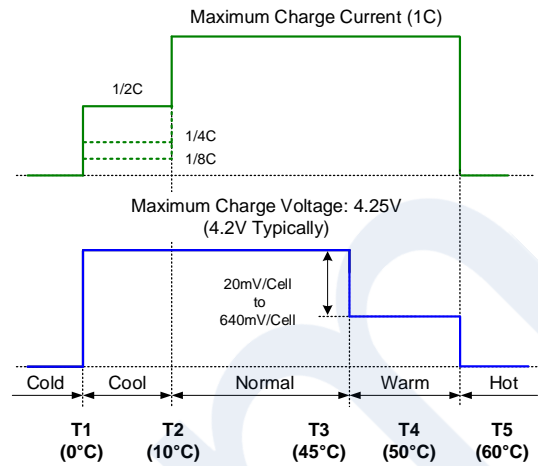 Maximum Charge Current (1C)
1/2C
1/4C
1/8C
Maximum Charge Voltage: 4.25V
(4.2V Typically)
20mV/Cell
to
640mV/Cell
Cold Cool Normal Warm Hot
T1 T2 T3 T4 T5
(0°C) (10°C) (45°C) (50°C) (60°C)